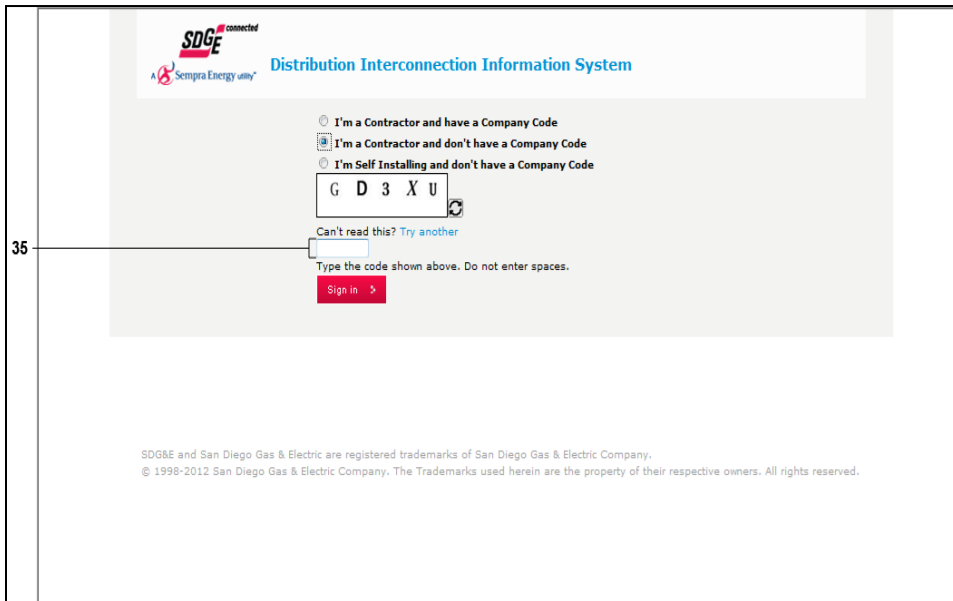 SDGE connected
A Sempra Energy utility"
Distribution Interconnection Information System
I'm a Contractor and have a Company Code
I'm a Contractor and don't have a Company Code
I'm Self Installing and don't have a Company Code
G D 3 X U
Can't read this? Try another
35
Type the code shown above. Do not enter spaces.
Sign in
SDG&E and San Diego Gas & Electric are registered trademarks of San Diego Gas & Electric Company.
© 1998-2012 San Diego Gas & Electric Company. The Trademarks used herein are the property of their respective owners. All rights reserved.